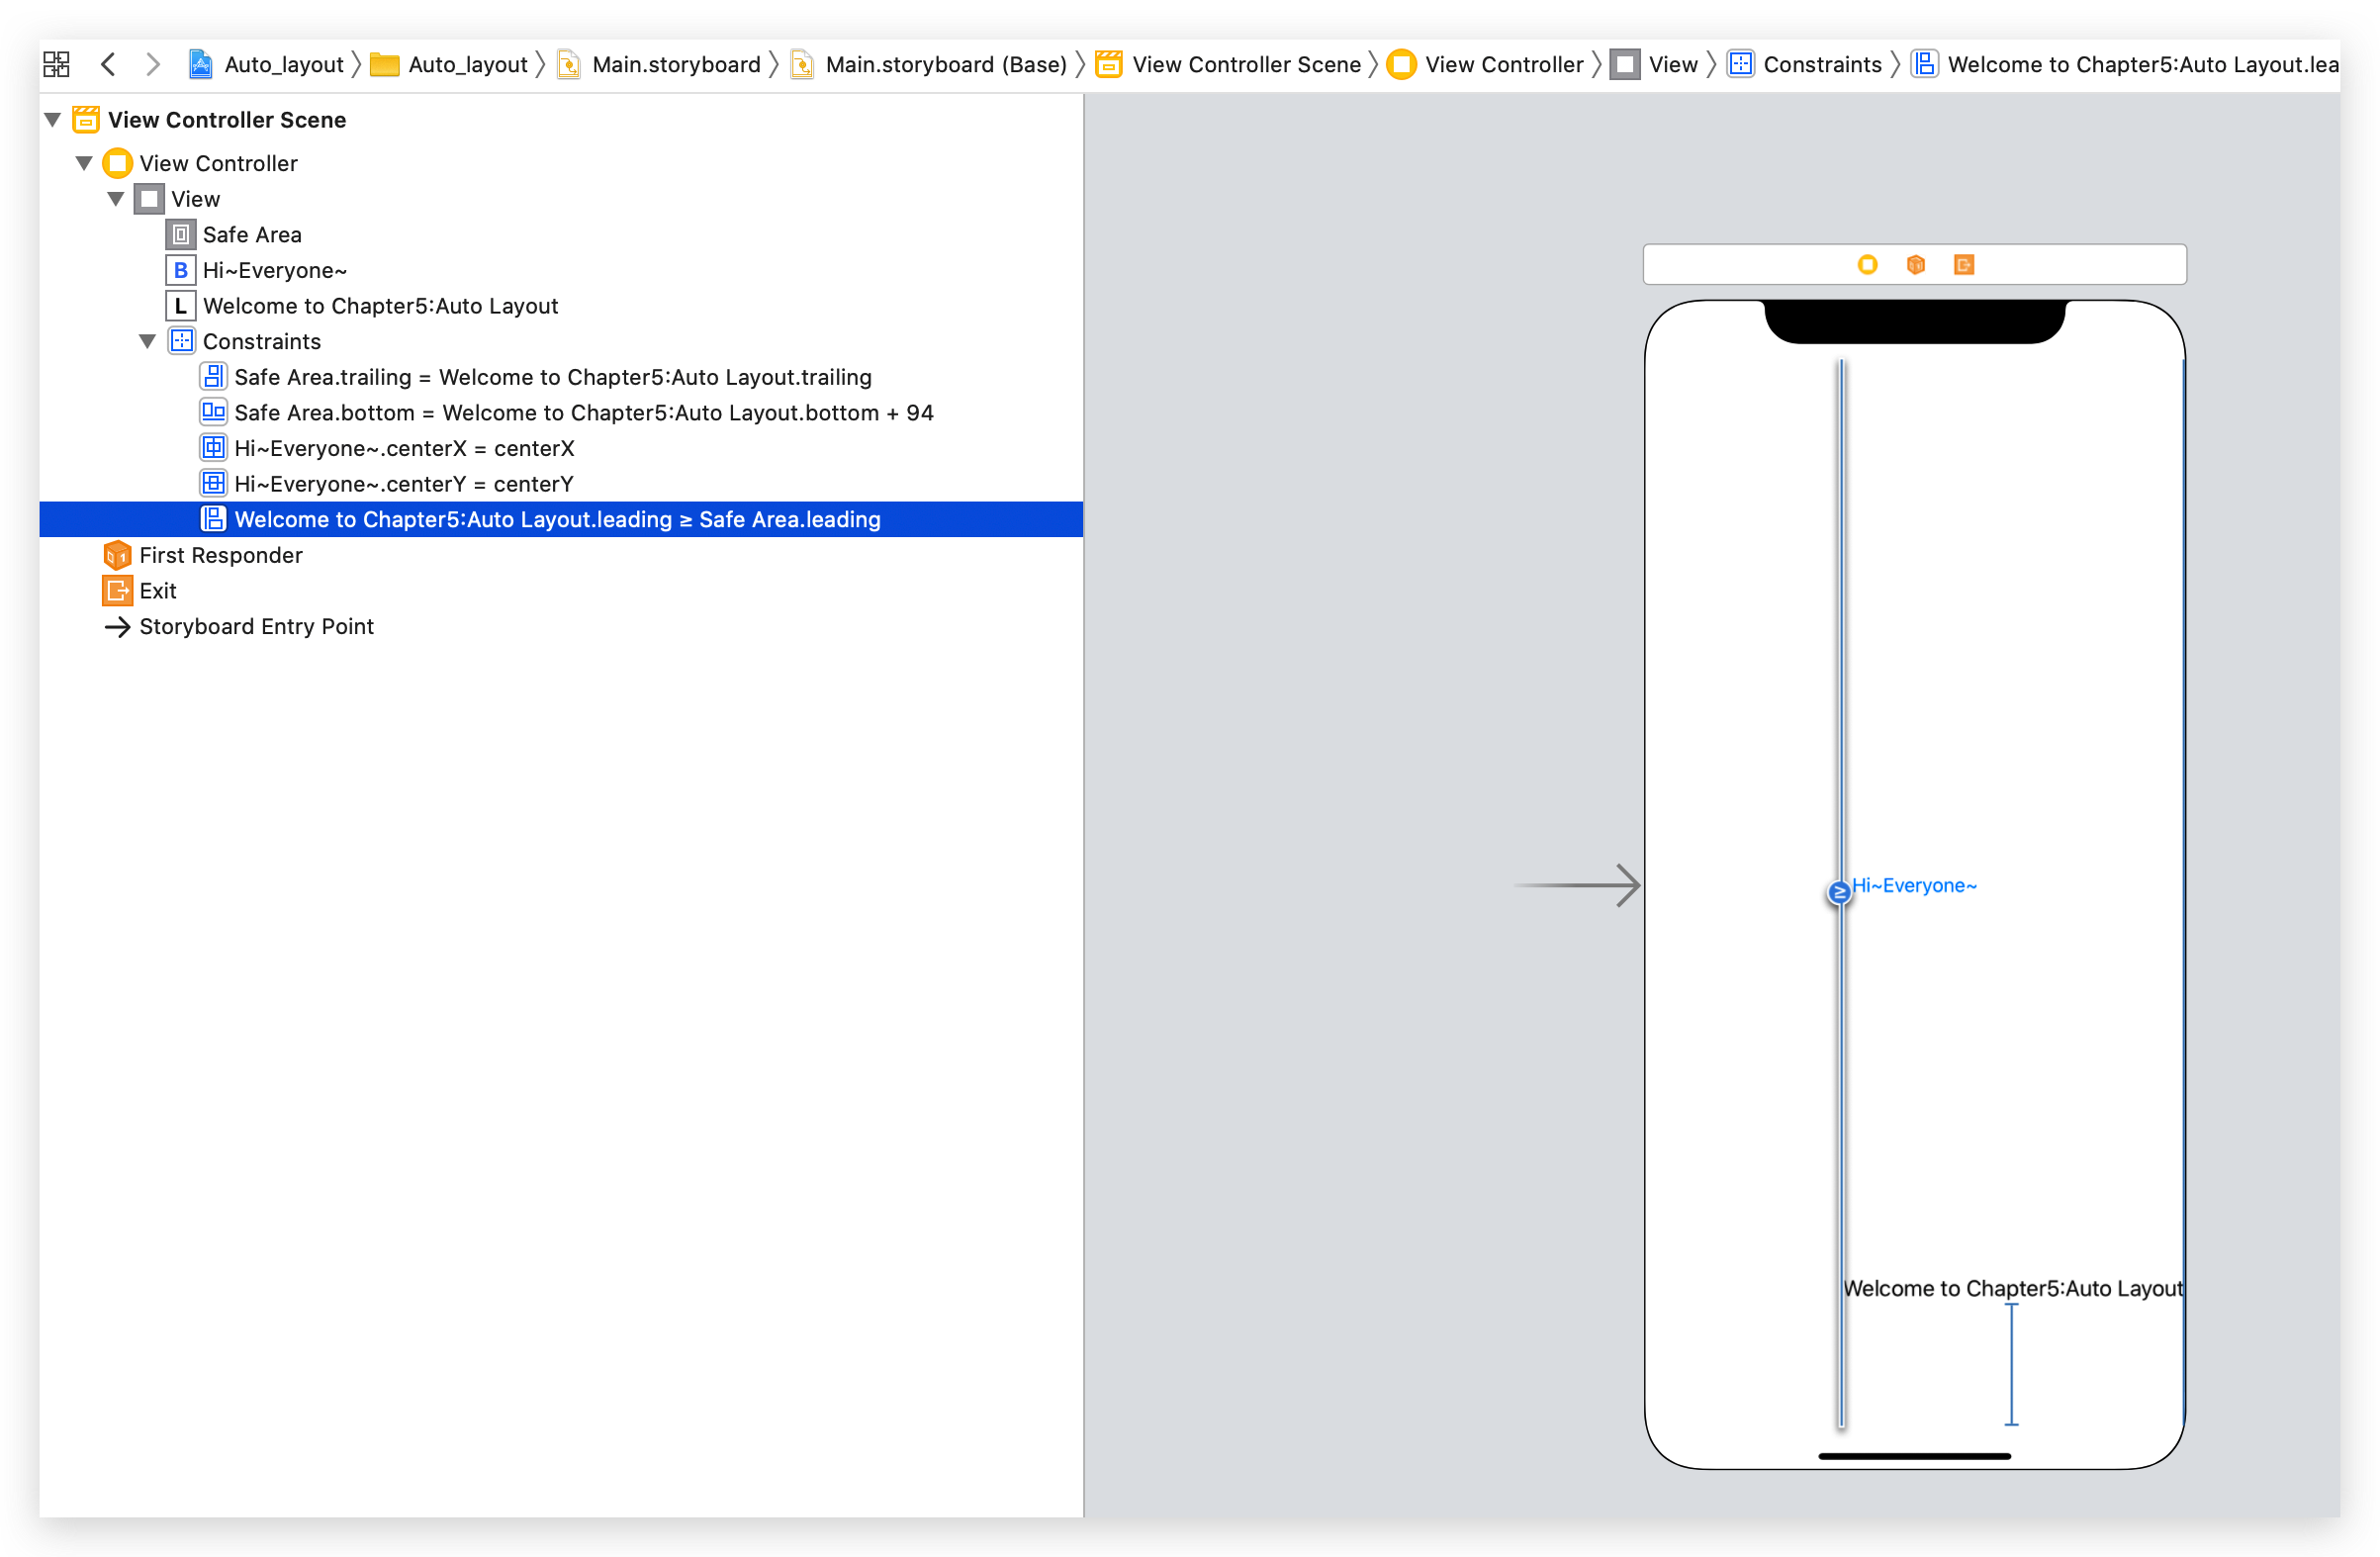 Auto_layout Auto_layout Main.storyboard Main.storyboard (Base) View Controller Scene View Controller View Constraints Welcome to Chapter5:Auto Layout.lea
View Controller Scene
View Controller
View
Safe Area
B Hi~Everyone~
L Welcome to Chapter5:Auto Layout
Constraints
Safe Area.trailing = Welcome to Chapter5:Auto Layout.trailing
Safe Area.bottom = Welcome to Chapter5:Auto Layout.bottom + 94
Hi~Everyone~.centerX = centerX
Hi~Everyone~.centerY = centerY
Welcome to Chapter5:Auto Layout.leading ≥ Safe Area.leading
First Responder
Exit
Storyboard Entry Point
≥ Hi~Everyone~
Welcome to Chapter5:Auto Layout